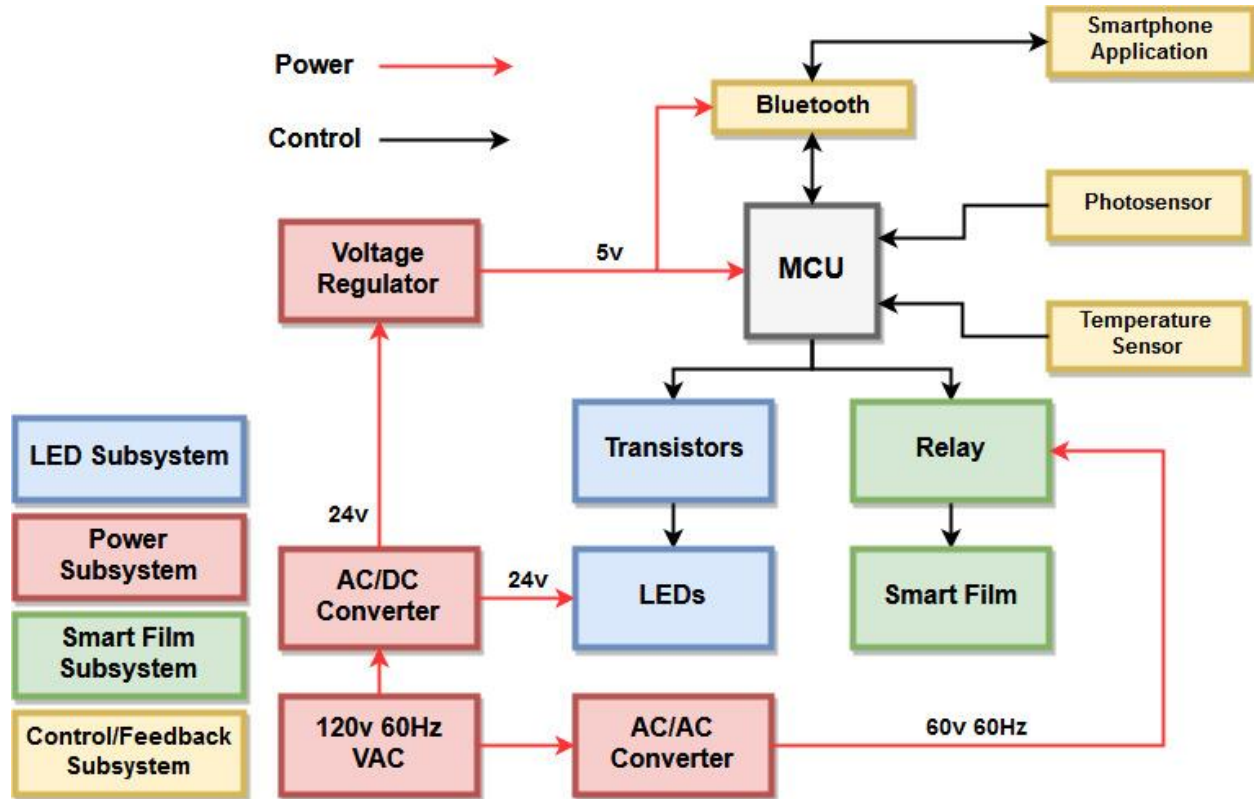 Power
Control
Smartphone
Application
Bluetooth
Photosensor
Voltage
Regulator
5v
MCU
Temperature
Sensor
LED Subsystem
Transistors
Relay
24v
Power
Subsystem
AC/DC
Converter
24v
LEDs
Smart Film
Smart Film
Subsystem
120v 60Hz
VAC
AC/AC
Converter
60v 60Hz
Control/Feedback
Subsystem